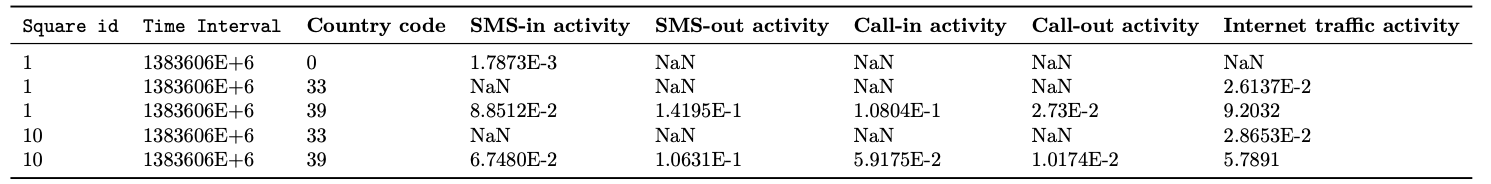 Square id Time Interval Country code SMS-in activity SMS-out activity Call-in activity Call-out activity Internet traffic activity
1 1383606E+6 0 1.7873E-3 NaN NaN NaN NaN
1 1383606E+6 33 NaN NaN NaN NaN 2.6137E-2
1 1383606E+6 39 8.8512E-2 1.4195E-1 1.0804E-1 2.73E-2 9.2032
10 1383606E+6 33 NaN NaN NaN NaN 2.8653E-2
10 1383606E+6 39 6.7480E-2 1.0631E-1 5.9175E-2 1.0174E-2 5.7891